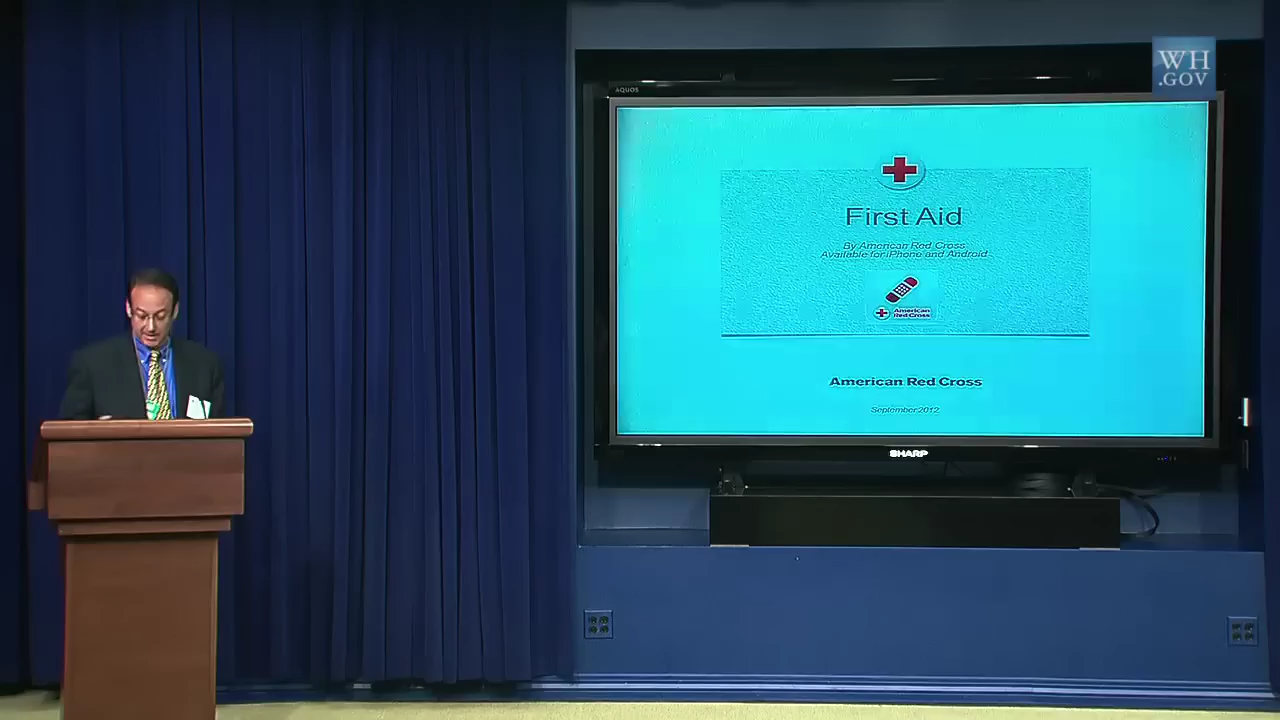 WH
.GOV
AQUOS
First Aid
By American Red Cross
Available for iPhone and Android
American
Red Cross
American Red Cross
September 2012
SHARP